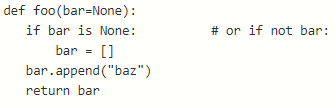 def foo(bar=None):
    if bar is None:          # or if not bar:
        bar = []
    bar.append("baz")
    return bar